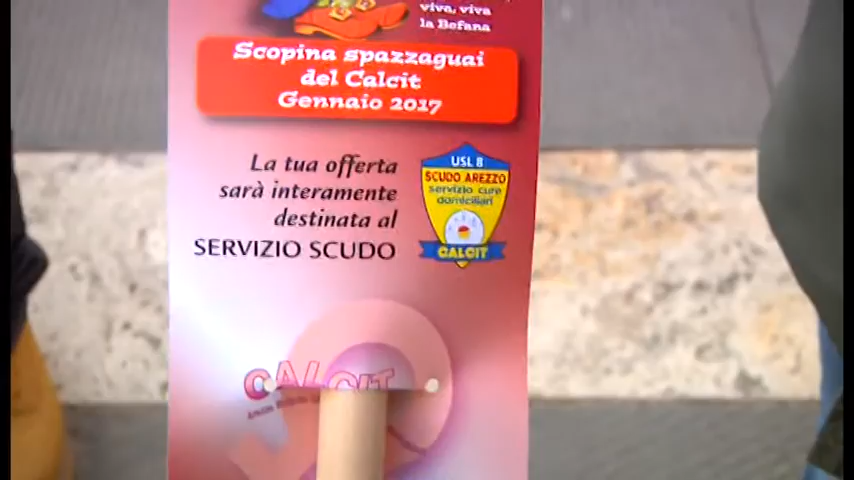 viva, viva
la Befana
Scopina spazzaguai
del Calcit
Gennaio 2017
La tua offerta
sarà interamente
destinata al
SERVIZIO SCUDO
USL 8
SCUDO AREZZO
servizio cure
domiciliari
CALCIT
CALCIT